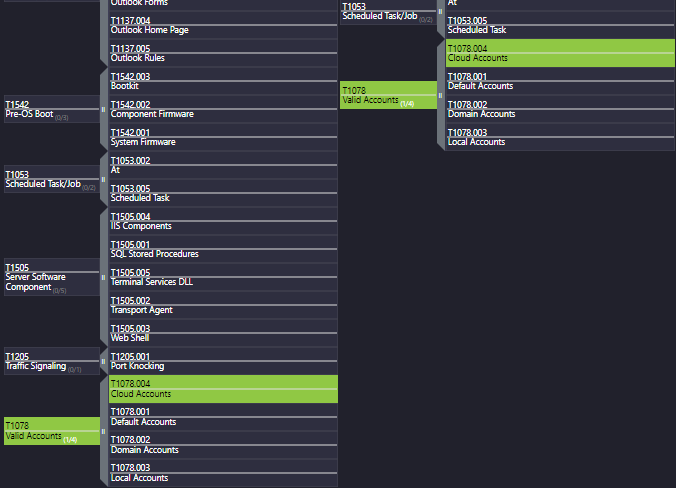 Outlook Forms
T1137.004
Outlook Home Page
T1137.005
Outlook Rules
T1542
Pre-OS Boot (0/3)
T1542.003
Bootkit
T1542.002
Component Firmware
T1542.001
System Firmware
T1053
Scheduled Task/Job (0/2)
T1053.002
At
T1053.005
Scheduled Task
T1505
Server Software
Component (0/5)
T1505.004
IIS Components
T1505.001
SQL Stored Procedures
T1505.005
Terminal Services DLL
T1505.002
Transport Agent
T1505.003
Web Shell
T1205
Traffic Signaling (0/1)
T1205.001
Port Knocking
T1078
Valid Accounts (1/4)
T1078.004
Cloud Accounts
T1078.001
Default Accounts
T1078.002
Domain Accounts
T1078.003
Local Accounts
T1053
Scheduled Task/Job (0/2)
At
T1053.005
Scheduled Task
T1078
Valid Accounts (1/4)
T1078.004
Cloud Accounts
T1078.001
Default Accounts
T1078.002
Domain Accounts
T1078.003
Local Accounts